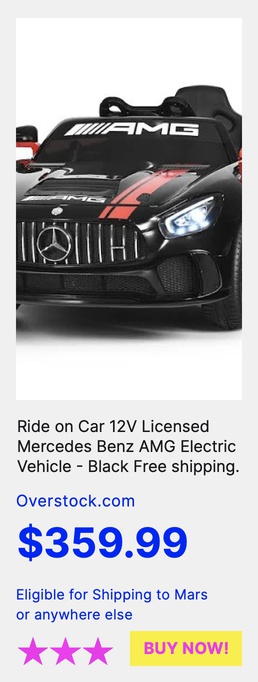 AMG
AMG
Ride on Car 12V Licensed
Mercedes Benz AMG Electric
Vehicle - Black Free shipping.
Overstock.com
$359.99
Eligible for Shipping to Mars
or anywhere else
BUY NOW!